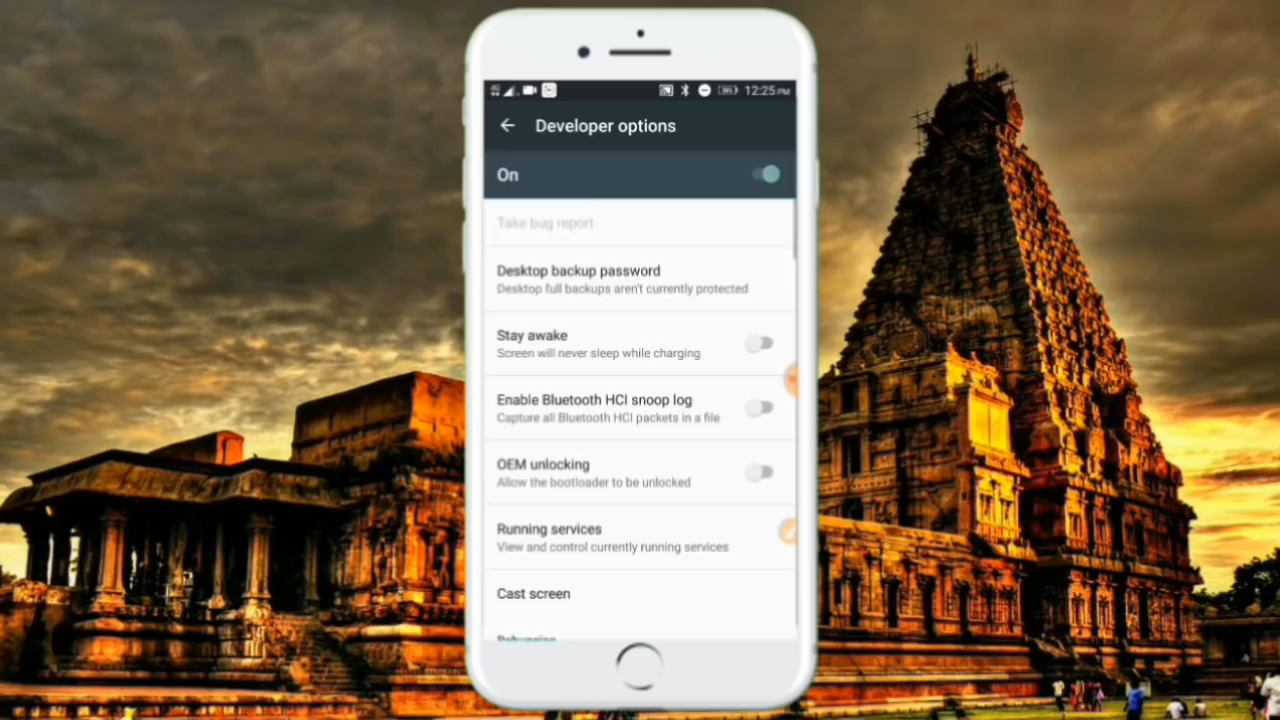 12:25 PM
Developer options
On
Take bug report
Desktop backup password
Desktop full backups aren't currently protected
Stay awake
Screen will never sleep while charging
Enable Bluetooth HCI snoop log
Capture all Bluetooth HCI packets in a file
OEM unlocking
Allow the bootloader to be unlocked
Running services
View and control currently running services
Cast screen